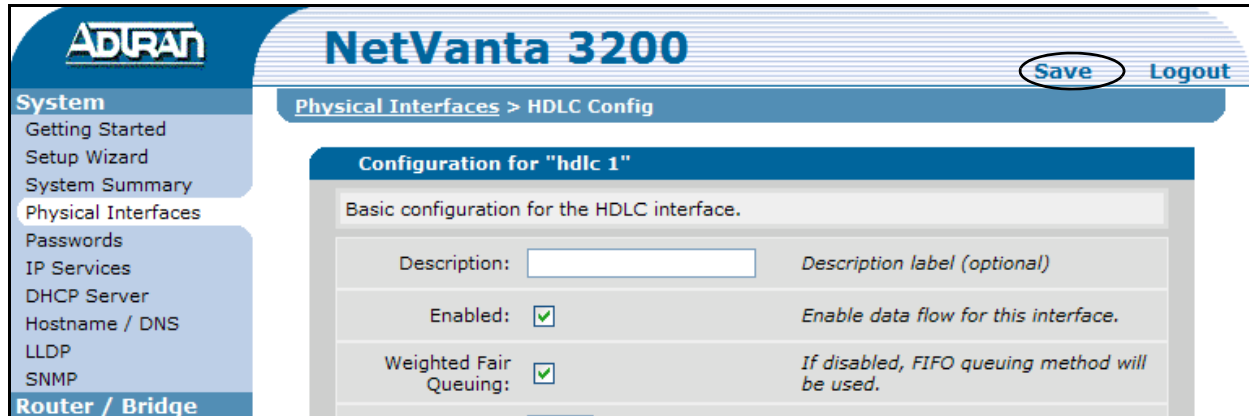 ADTRAN
NetVanta 3200
Save Logout
System
Getting Started
Setup Wizard
System Summary
Physical Interfaces
Passwords
IP Services
DHCP Server
Hostname / DNS
LLDP
SNMP
Router / Bridge
Physical Interfaces > HDLC Config
Configuration for "hdlc 1"
Basic configuration for the HDLC interface.
Description: Description label (optional)
Enabled: Enable data flow for this interface.
Weighted Fair
Queuing:
If disabled, FIFO queuing method will
be used.